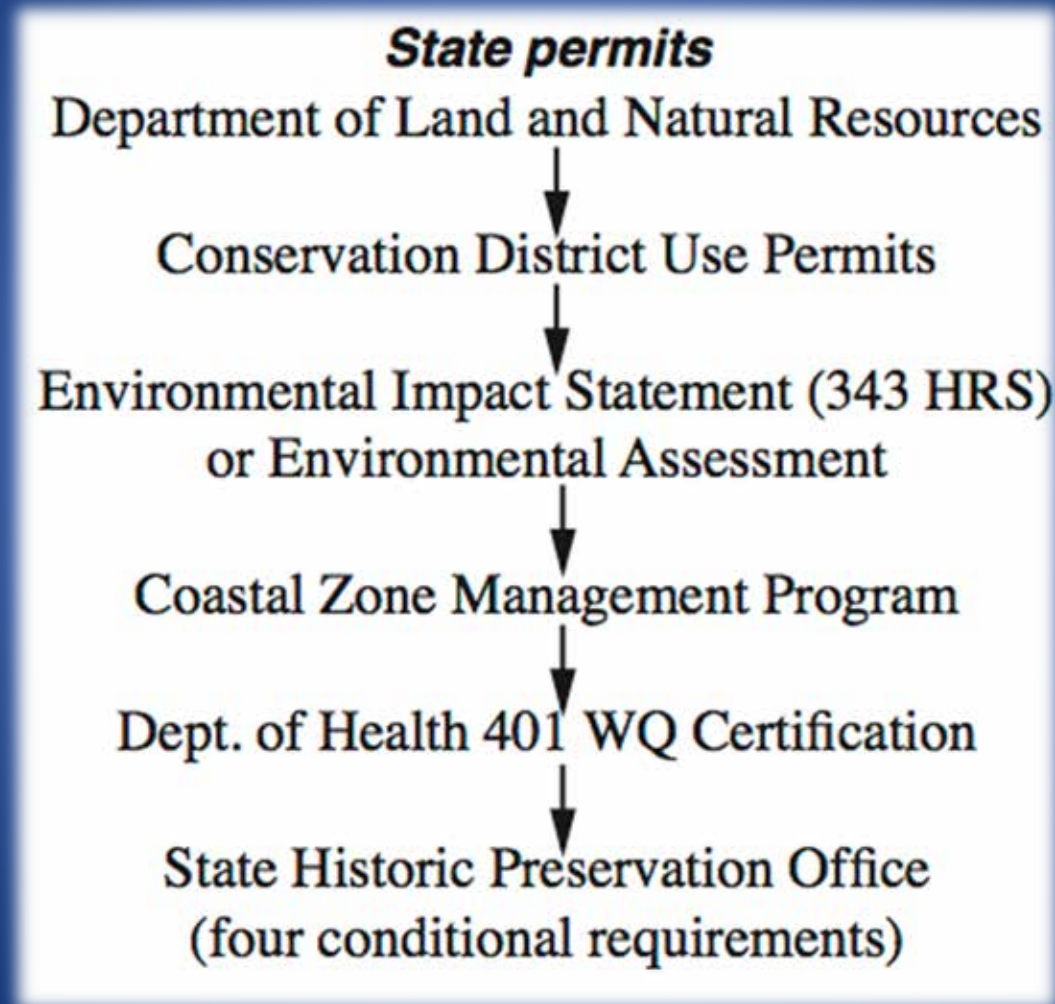 State permits
Department of Land and Natural Resources
Conservation District Use Permits
Environmental Impact Statement (343 HRS)
or Environmental Assessment
Coastal Zone Management Program
Dept. of Health 401 WQ Certification
State Historic Preservation Office
(four conditional requirements)